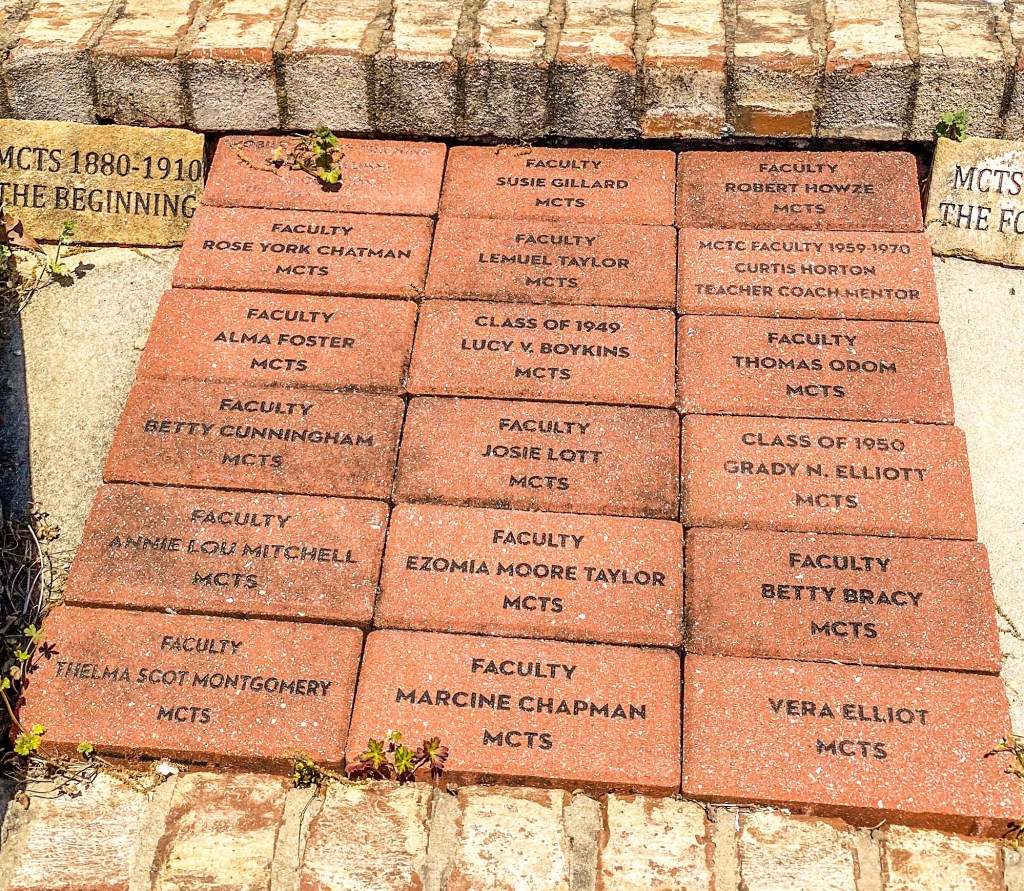 MCTS 1880-1910
THE BEGINNING
FACULTY
SUSIE GILLARD
MCTS
FACULTY
ROBERT HOWZE
MCTS
MCTS
THE
FACULTY
ROSE YORK CHATMAN
MCTS
FACULTY
LEMUEL TAYLOR
MCTS
MCTC FACULTY 1959-1970
CURTIS HORTON
TEACHER COACH MENTOR
FACULTY
ALMA FOSTER
MCTS
CLASS OF 1949
LUCY V. BOYKINS
MCTS
FACULTY
THOMAS ODOM
MCTS
FACULTY
BETTY CUNNINGHAM
MCTS
FACULTY
JOSIE LOTT
MCTS
CLASS OF 1950
GRADY N. ELLIOTT
MCTS
FACULTY
ANNIE LOU MITCHELL
MCTS
FACULTY
EZOMIA MOORE TAYLOR
MCTS
FACULTY
BETTY BRACY
MCTS
FACULTY
THELMA SCOT MONTGOMERY
MCTS
FACULTY
MARCINE CHAPMAN
MCTS
VERA ELLIOT
MCTS